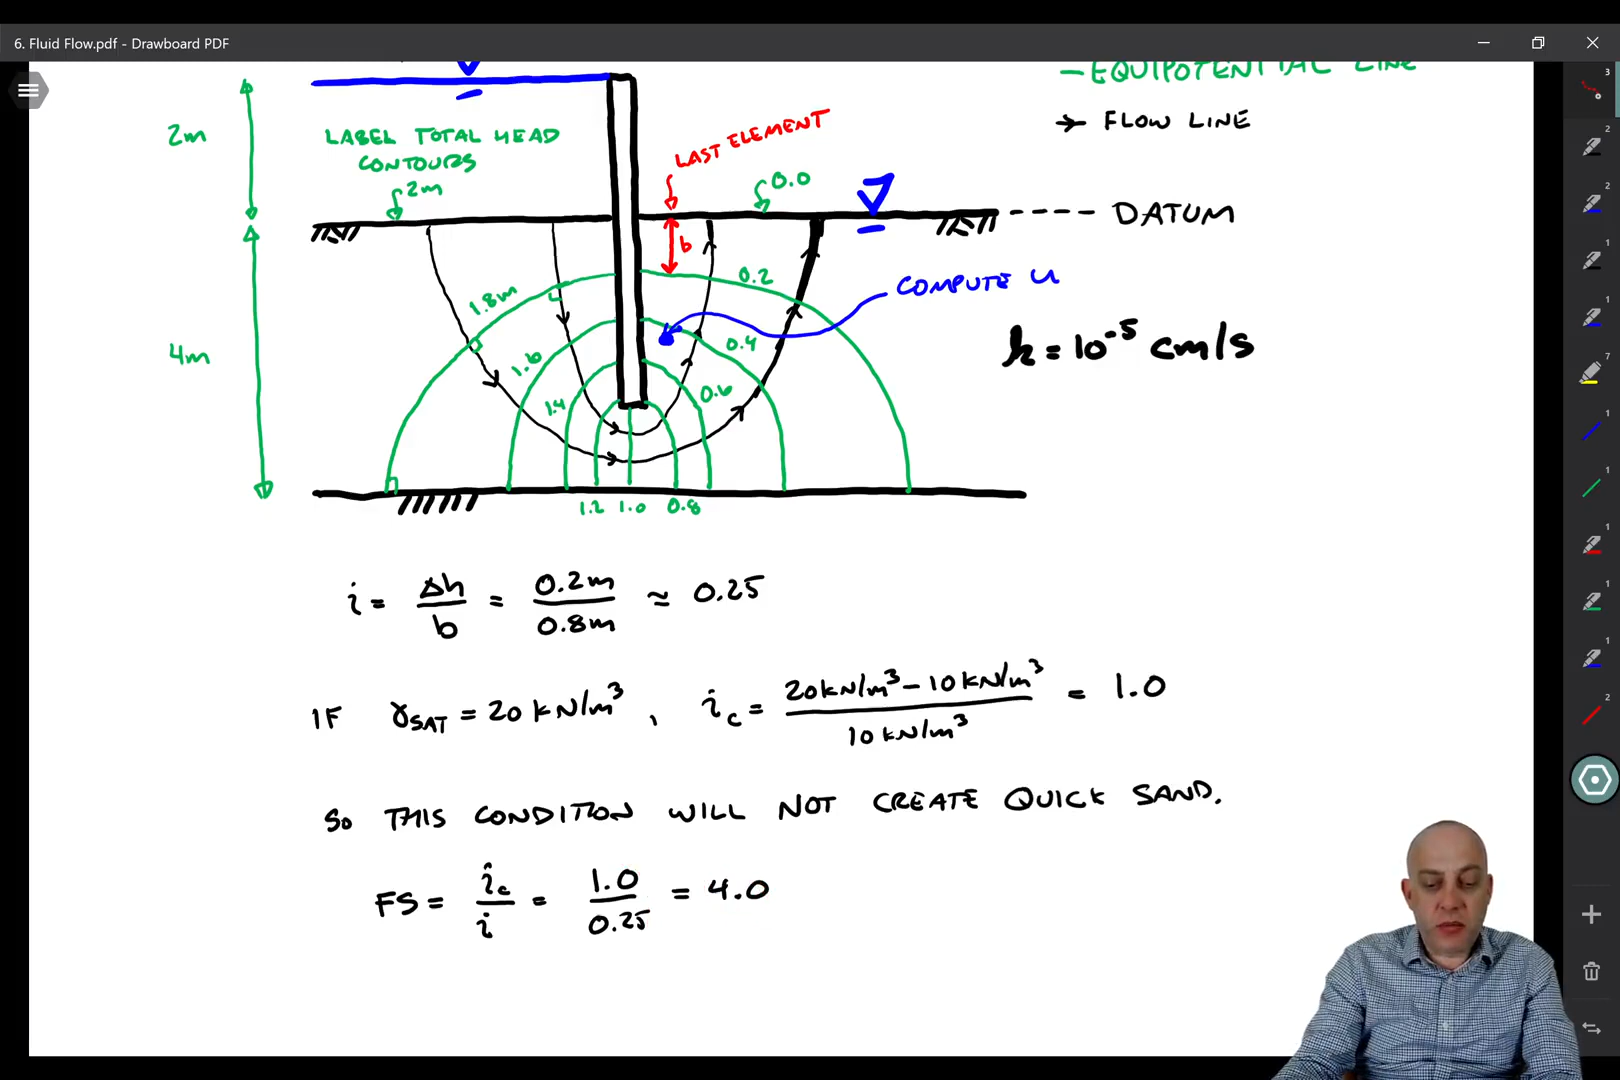 6. Fluid Flow.pdf - Drawboard PDF
— EQUIPOTENTIAL LINE
→ FLOW LINE
2m
LABEL TOTAL HEAD
CONTOURS
2m
LAST ELEMENT
0.0
DATUM
b
0.2
COMPUTE u
1.8m
k = 10⁻⁵ cm/s
4m
1.6
0.4
1.4
0.6
1.2 1.0 0.8
i = Δh/b = 0.2m/0.8m ≈ 0.25
IF γSAT = 20 kN/m³, ic = 20kN/m³ – 10kN/m³ / 10 kN/m³ = 1.0
SO THIS CONDITION WILL NOT CREATE QUICK SAND.
FS = ic/i = 1.0/0.25 = 4.0